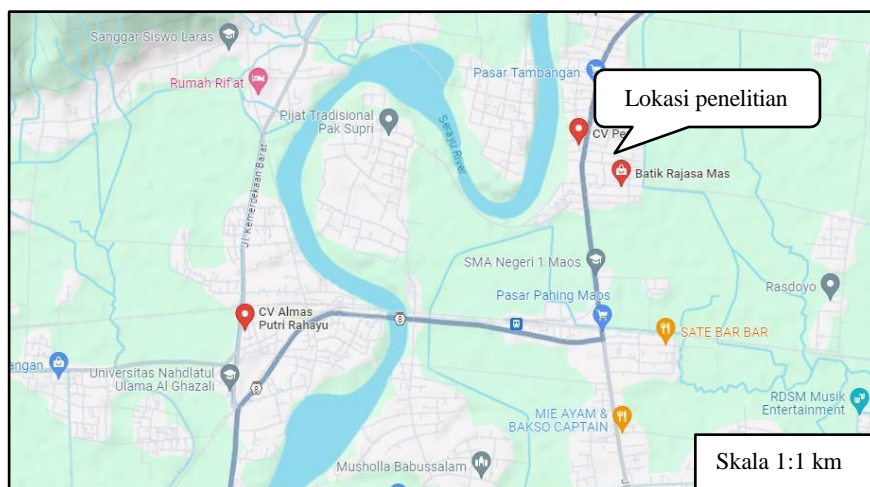 Sanggar Siswo Laras
Rumah Rif'at
Pijat Tradisional
Pak Supri
Serayu River
Pasar Tambangan
Lokasi penelitian
CV Pe
Batik Rajasa Mas
Jl. Kemerdekaan Barat
SMA Negeri 1 Maos
Pasar Pahing Maos
Rasdoyo
CV Almas
Putri Rahayu
SATE BAR BAR
angan
Universitas Nahdlatul
Ulama Al Ghazali
8
8
MIE AYAM &
BAKSO CAPTAIN
RDSM Musik
Entertainment
Musholla Babussalam
Skala 1:1 km